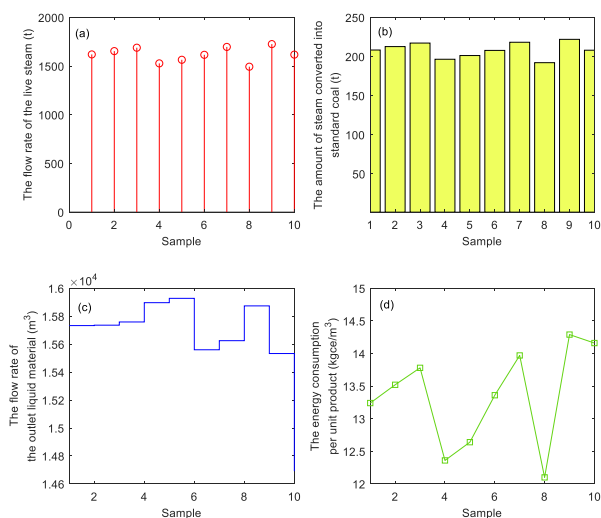 (a)
The flow rate of the live steam (t)
2000
1500
1000
500
0
0 2 4 6 8 10
Sample
(b)
The amount of steam converted into
standard coal (t)
250
200
150
100
50
1 2 3 4 5 6 7 8 9 10
Sample
(c)
×10⁴
The flow rate of
the outlet liquid material (m³)
1.6
1.58
1.56
1.54
1.52
1.5
1.48
1.46
2 4 6 8 10
Sample
(d)
The energy consumption
per unit product (kgce/m³)
15
14.5
14
13.5
13
12.5
12
2 4 6 8 10
Sample